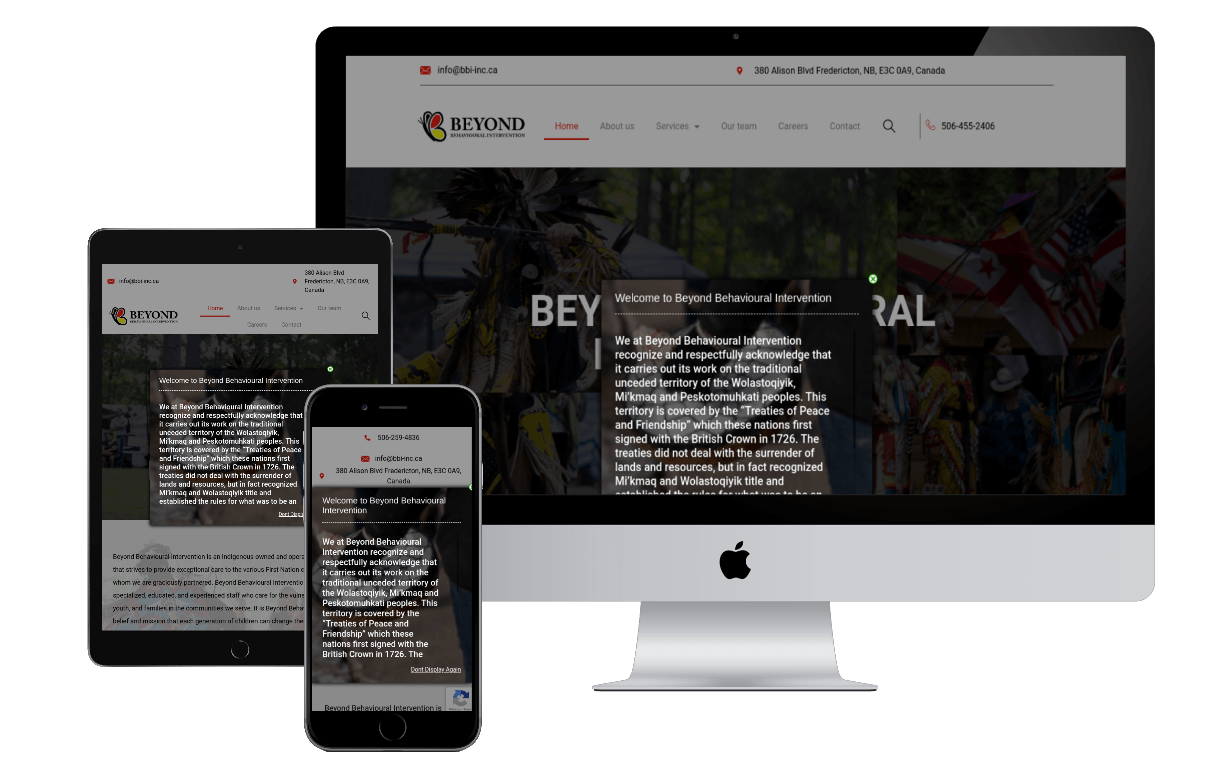 info@bbi-inc.ca
380 Alison Blvd Fredericton, NB, E3C 0A9, Canada
BEYOND
BEHAVIOURAL INTERVENTION
Home
About us
Services
Our team
Careers
Contact
506-455-2406
BEY
RAL
Welcome to Beyond Behavioural Intervention
We at Beyond Behavioural Intervention
recognize and respectfully acknowledge that
it carries out its work on the traditional
unceded territory of the Wolastoqiyik,
Mi'kmaq and Peskotomuhkati peoples. This
territory is covered by the “Treaties of Peace
and Friendship” which these nations first
signed with the British Crown in 1726. The
treaties did not deal with the surrender of
lands and resources, but in fact recognized
Mi'kmaq and Wolastoqiyik title and
established the rules for what was to be an
info@bbi-inc.ca
380 Alison Blvd
Fredericton, NB, E3C 0A9,
Canada
BEYOND
BEHAVIOURAL INTERVENTION
Home
About us
Services
Our team
Careers
Contact
Welcome to Beyond Behavioural Intervention
We at Beyond Behavioural Intervention
recognize and respectfully acknowledge that
it carries out its work on the traditional
unceded territory of the Wolastoqiyik,
Mi'kmaq and Peskotomuhkati peoples. This
territory is covered by the “Treaties of Peace
and Friendship” which these nations first
signed with the British Crown in 1726. The
treaties did not deal with the surrender of
lands and resources, but in fact recognized
Mi'kmaq and Wolastoqiyik title and
established the rules for what was to be an
Dont
Beyond Behavioural Intervention is an Indigenous-owned and opera
that strives to provide exceptional care to the various First Nation c
whom we are graciously partnered. Beyond Behavioural Interventio
specialized, educated, and experienced staff who care for the vulne
youth, and families in the communities we serve. It is Beyond Behav
belief and mission that each generation of children can change the
506-259-4836
info@bbi-inc.ca
380 Alison Blvd Fredericton, NB, E3C 0A9,
Canada
Welcome to Beyond Behavioural
Intervention
We at Beyond Behavioural
Intervention recognize and
respectfully acknowledge that
it carries out its work on the
traditional unceded territory of
the Wolastoqiyik, Mi'kmaq and
Peskotomuhkati peoples. This
territory is covered by the
“Treaties of Peace and
Friendship” which these
nations first signed with the
British Crown in 1726. The
Dont Display Again
Beyond Behavioural Intervention is